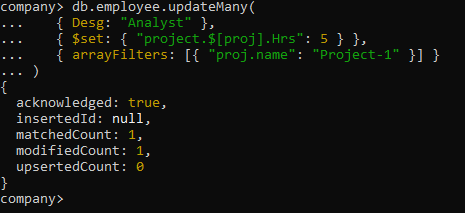 company> db.employee.updateMany(
...     { Desg: "Analyst" },
...     { $set: { "project.$[proj].Hrs": 5 } },
...     { arrayFilters: [{ "proj.name": "Project-1" }] }
... )
{
  acknowledged: true,
  insertedId: null,
  matchedCount: 1,
  modifiedCount: 1,
  upsertedCount: 0
}
company>